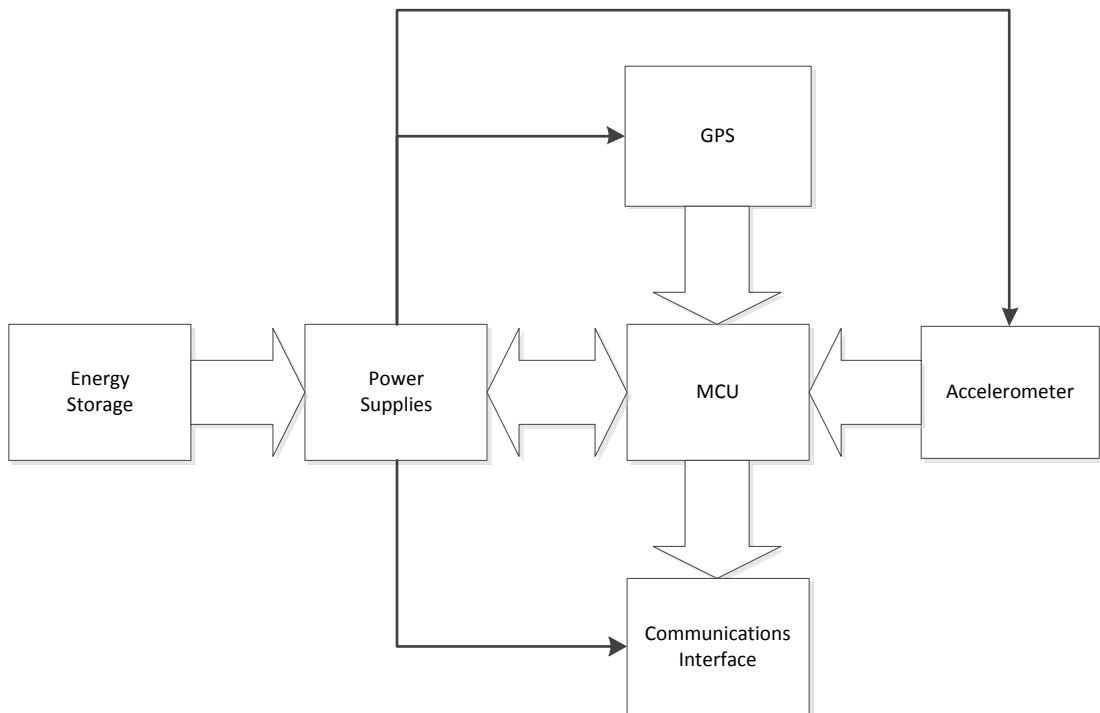 GPS
Energy
Storage
Power
Supplies
MCU
Accelerometer
Communications
Interface